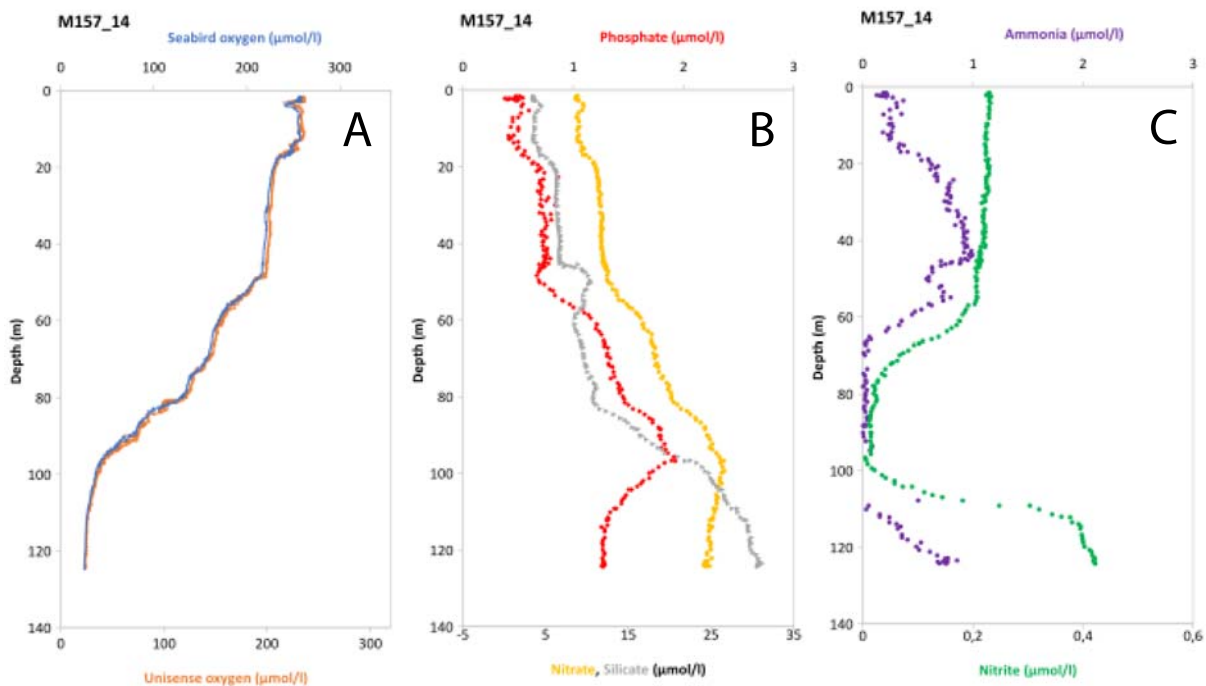 M157_14
Seabird oxygen (µmol/l)
0 100 200 300
A
0
20
40
60
80
100
120
140
Depth (m)
0 100 200 300
Unisense oxygen (µmol/l)
M157_14
Phosphate (µmol/l)
0 1 2 3
B
0
20
40
60
80
100
120
140
Depth (m)
-5 5 15 25 35
Nitrate, Silicate (µmol/l)
M157_14
Ammonia (µmol/l)
0 1 2 3
C
0
20
40
60
80
100
120
140
Depth (m)
0 0,2 0,4 0,6
Nitrite (µmol/l)